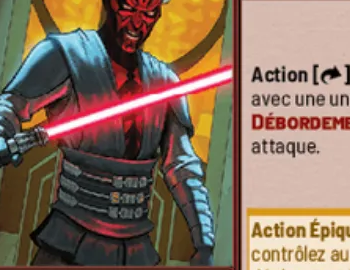 Action [↷]
avec une un
DÉBORDEME
attaque.
Action Épiqu
contrôlez au